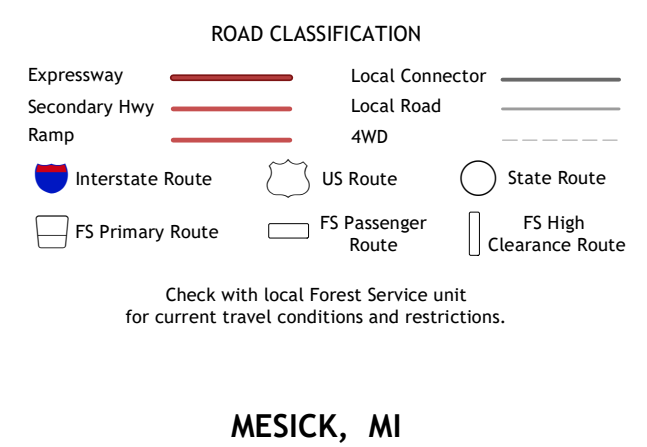 ROAD CLASSIFICATION
Expressway
Local Connector
Secondary Hwy
Local Road
Ramp
4WD
Interstate Route
US Route
State Route
FS Primary Route
FS Passenger
Route
FS High
Clearance Route
Check with local Forest Service unit
for current travel conditions and restrictions.
MESICK, MI